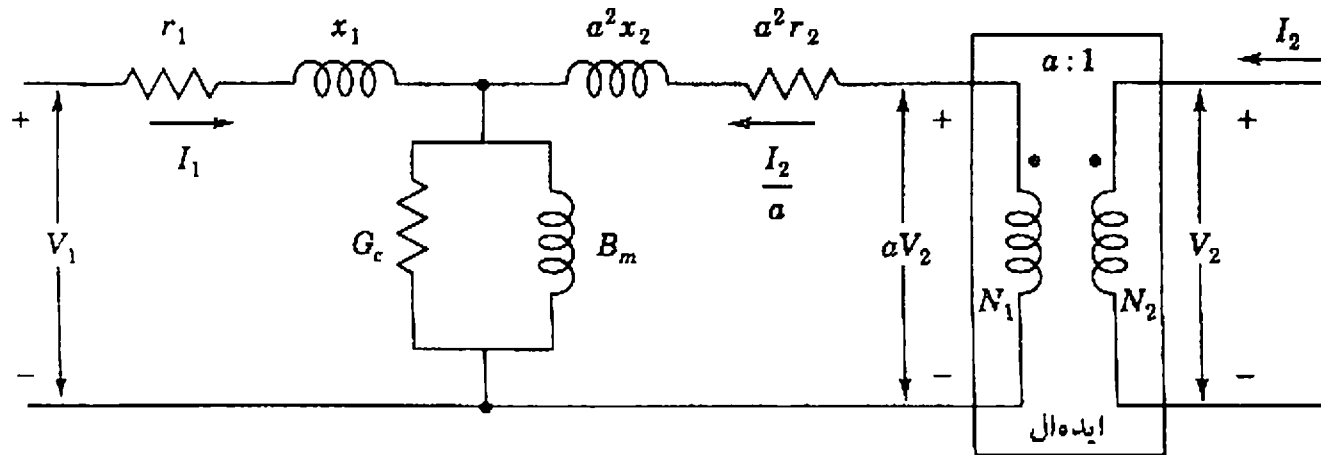 r₁ x₁ a²x₂ a²r₂ I₂
a : 1
+ + +
I₁ I₂/a
V₁ G_c B_m aV₂ V₂
N₁ N₂
− − −
ایده‌ال